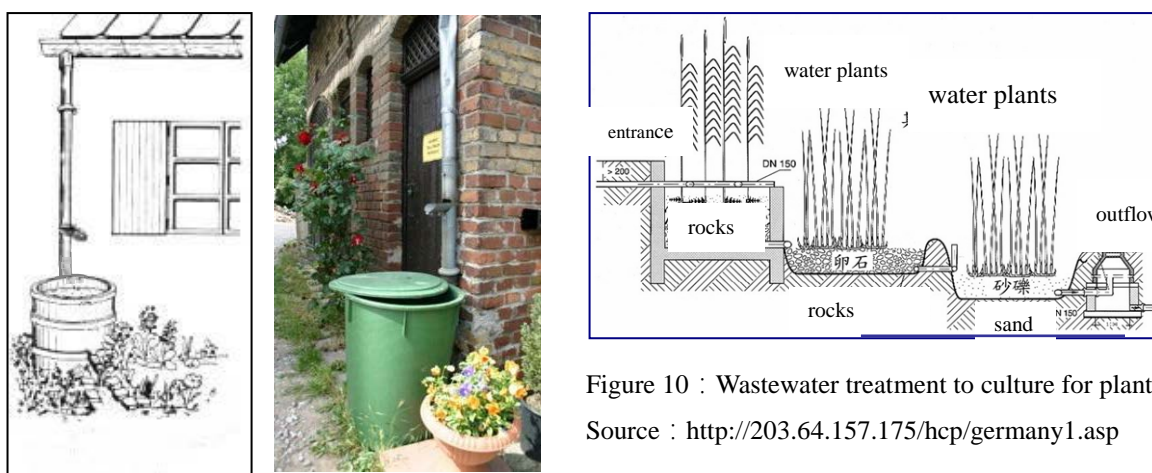 water plants
water plants
entrance
DN 150
> 200
rocks
outflow
卵石
砂礫
rocks
N 150
sand
Figure 10：Wastewater treatment to culture for plant
Source：http://203.64.157.175/hcp/germany1.asp